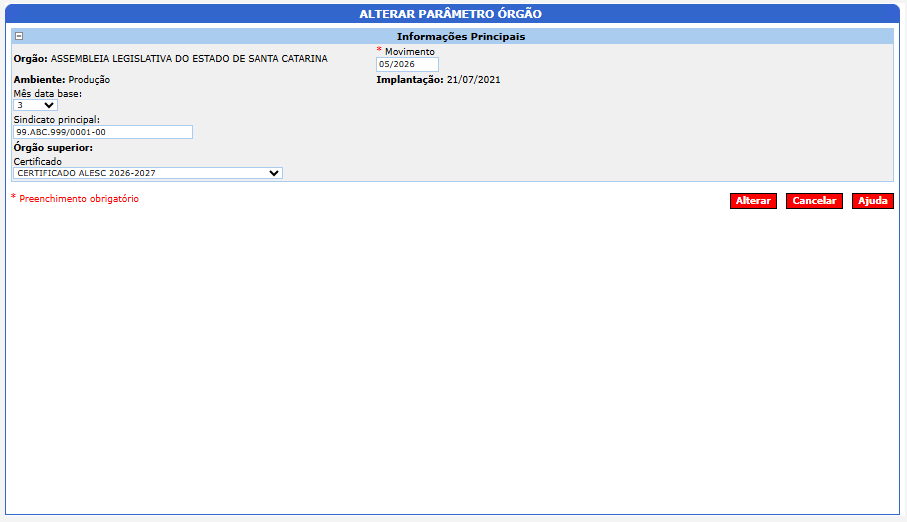 ALTERAR PARÂMETRO ÓRGÃO
Informações Principais
Orgão: ASSEMBLEIA LEGISLATIVA DO ESTADO DE SANTA CATARINA
* Movimento
05/2026
Ambiente: Produção
Implantação: 21/07/2021
Mês data base:
3
Sindicato principal:
99.ABC.999/0001-00
Órgão superior:
Certificado
CERTIFICADO ALESC 2026-2027
* Preenchimento obrigatório
Alterar
Cancelar
Ajuda